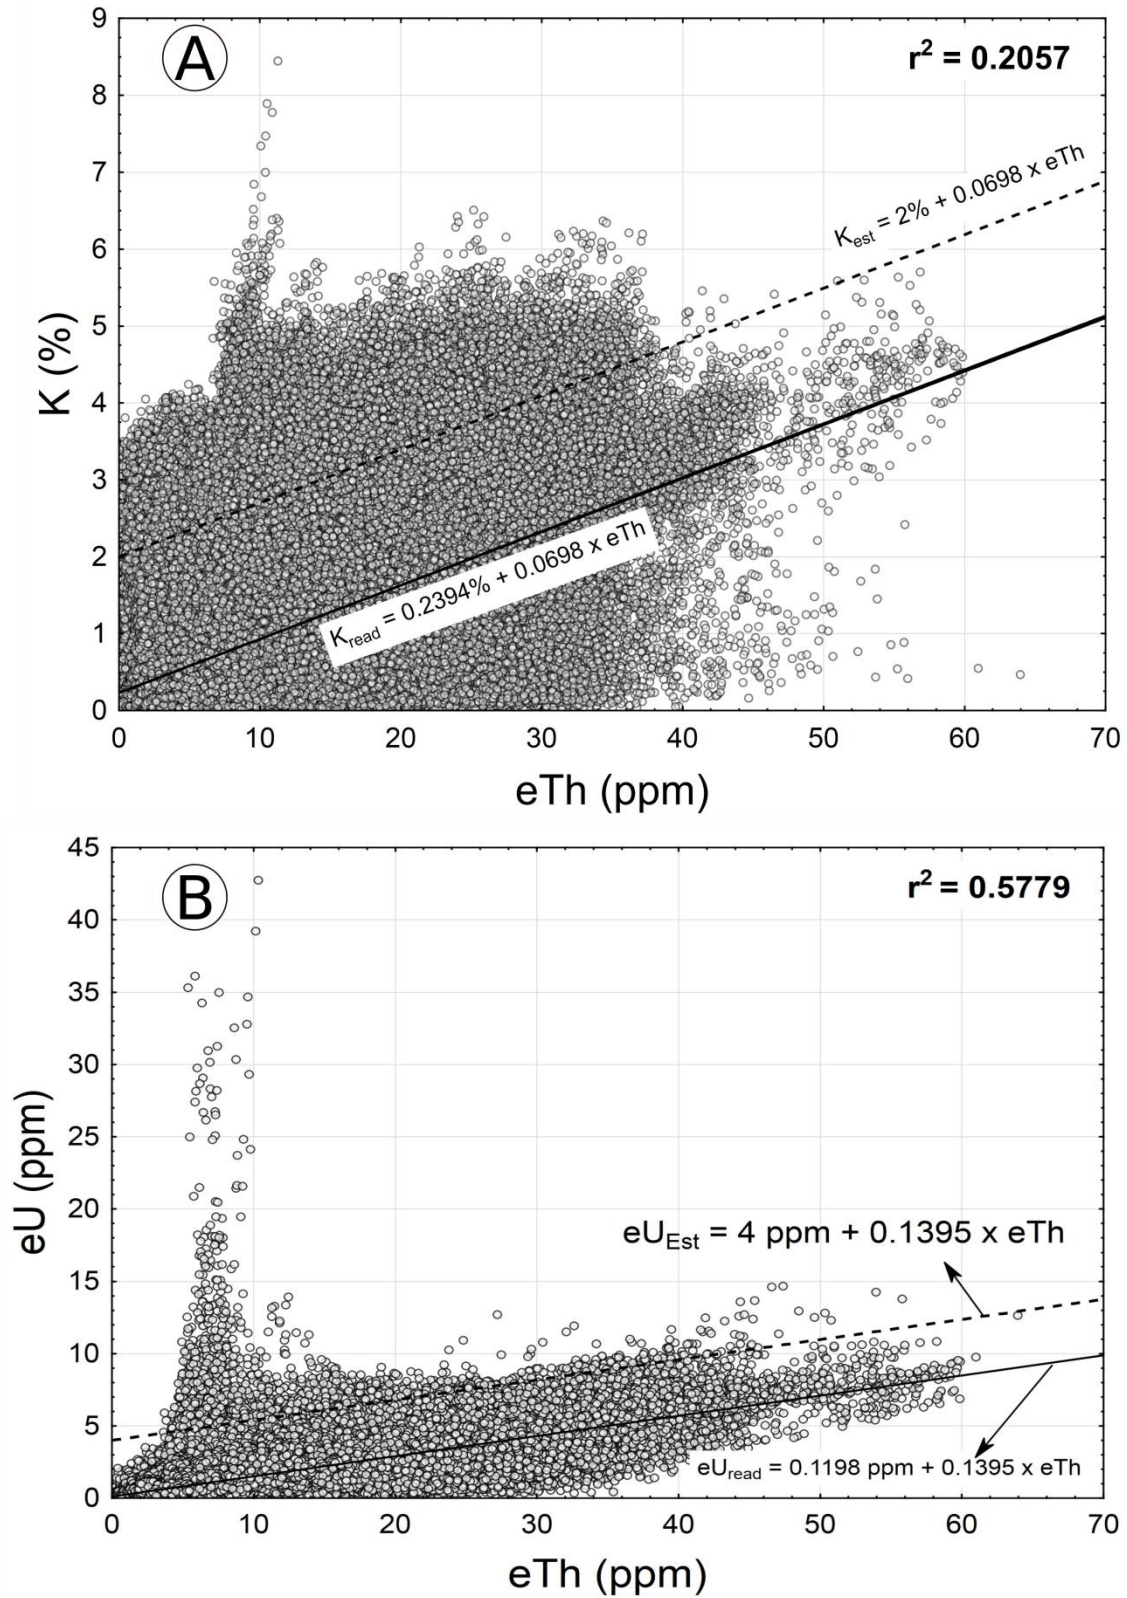 A
r² = 0.2057
9
8
7
6
5
4
3
2
1
0
K (%)
K_est = 2% + 0.0698 x eTh
K_read = 0.2394% + 0.0698 x eTh
0 10 20 30 40 50 60 70
eTh (ppm)
B
r² = 0.5779
45
40
35
30
25
20
15
10
5
0
eU (ppm)
eU_Est = 4 ppm + 0.1395 x eTh
eU_read = 0.1198 ppm + 0.1395 x eTh
0 10 20 30 40 50 60 70
eTh (ppm)